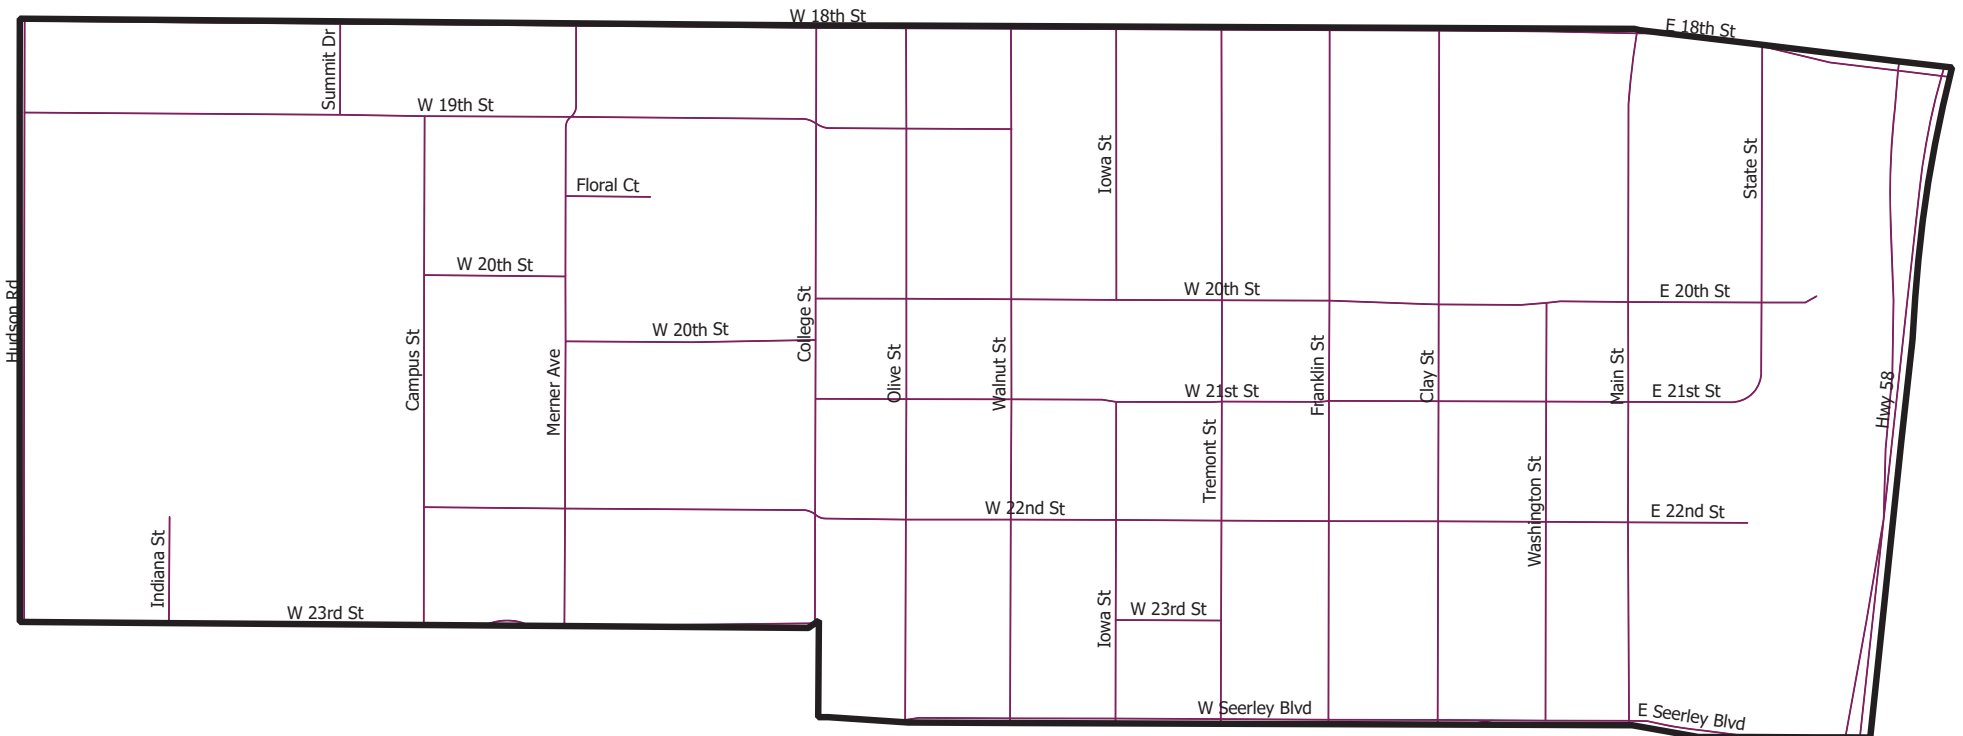 W 18th St
E 18th St
Summit Dr
W 19th St
Iowa St
State St
Floral Ct
W 20th St
Hudson Rd
College St
W 20th St
E 20th St
W 20th St
Campus St
Merner Ave
Olive St
Walnut St
Franklin St
Clay St
Main St
W 21st St
E 21st St
Hwy 58
Tremont St
W 22nd St
Washington St
E 22nd St
Indiana St
W 23rd St
Iowa St
W 23rd St
W Seerley Blvd
E Seerley Blvd